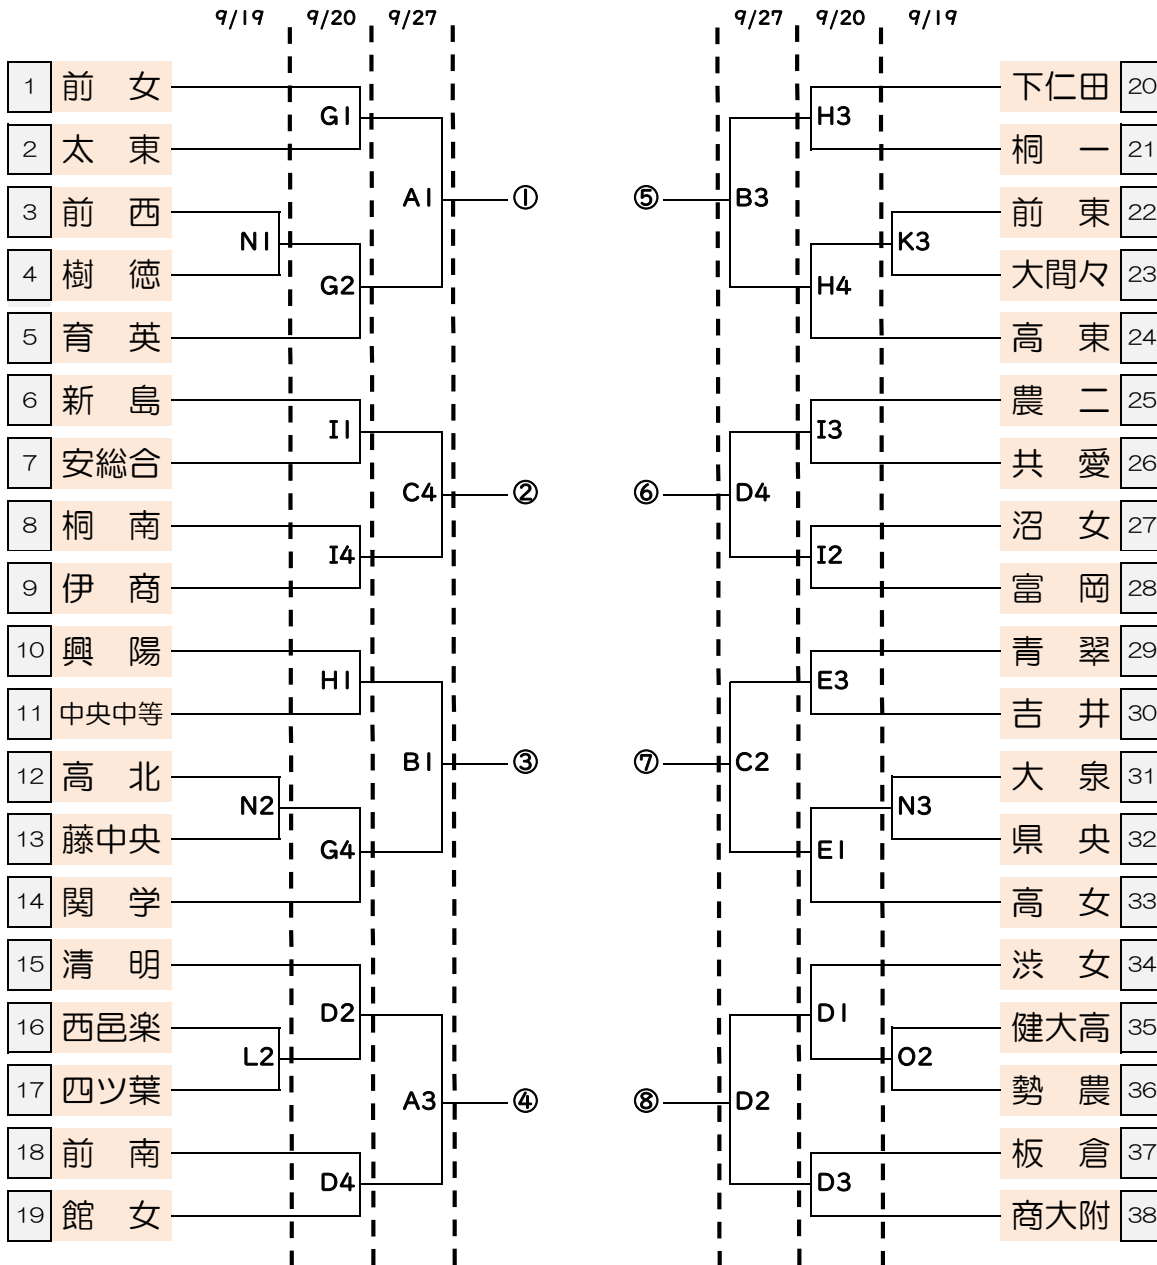 9/19 9/20 9/27 9/27 9/20 9/19
1 前 女 下仁田 20
G1 H3
2 太 東 桐 一 21
A1 ① ⑤ B3
3 前 西 前 東 22
N1 K3
4 樹 徳 大間々 23
G2 H4
5 育 英 高 東 24
6 新 島 農 二 25
I1 I3
7 安総合 共 愛 26
C4 ② ⑥ D4
8 桐 南 沼 女 27
I4 I2
9 伊 商 富 岡 28
10 興 陽 青 翠 29
H1 E3
11 中央中等 吉 井 30
B1 ③ ⑦ C2
12 高 北 大 泉 31
N2 N3
13 藤中央 県 央 32
G4 E1
14 関 学 高 女 33
15 清 明 渋 女 34
D2 D1
16 西邑楽 健大高 35
L2 O2
17 四ツ葉 勢 農 36
A3 ④ ⑧ D2
18 前 南 板 倉 37
D4 D3
19 館 女 商大附 38